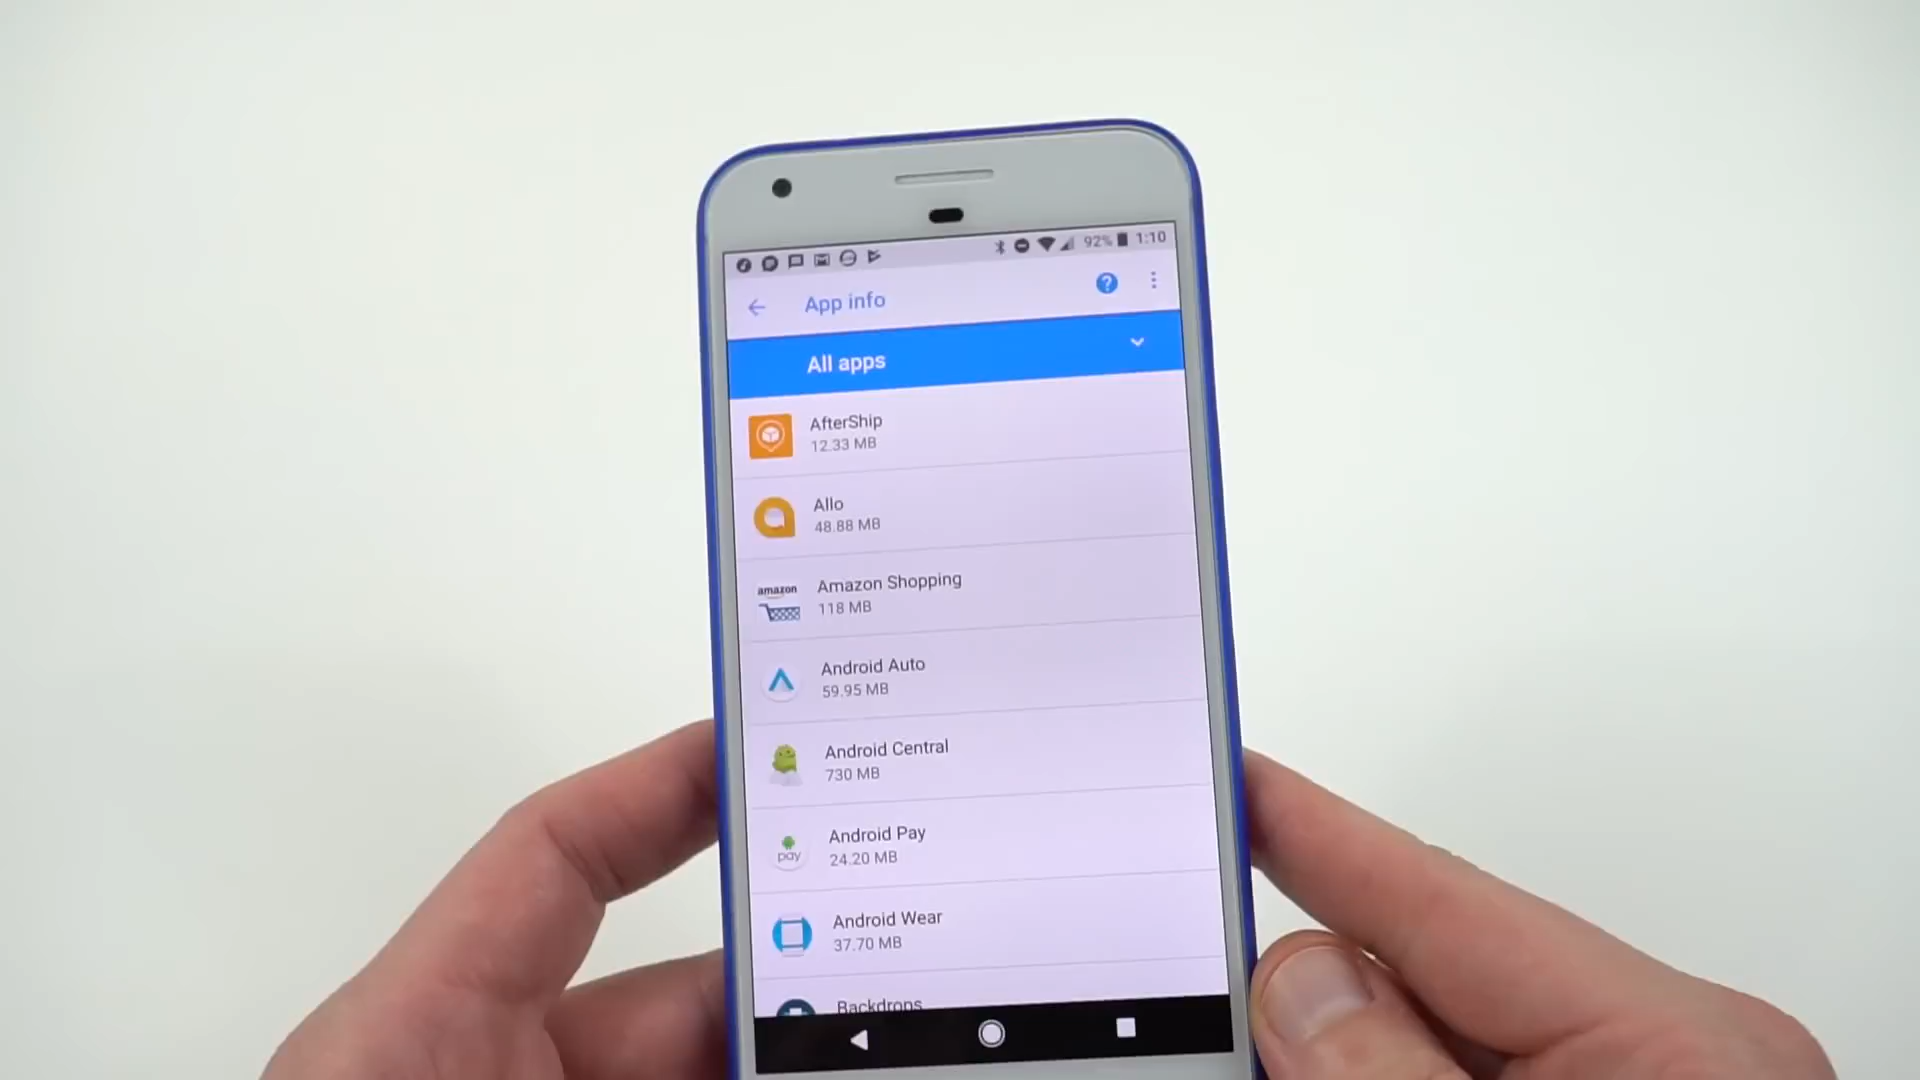 92% 1:10
App info
?
All apps
AfterShip
12.33 MB
Allo
48.88 MB
amazon
Amazon Shopping
118 MB
Android Auto
59.95 MB
Android Central
730 MB
pay
Android Pay
24.20 MB
Android Wear
37.70 MB
Backdrops